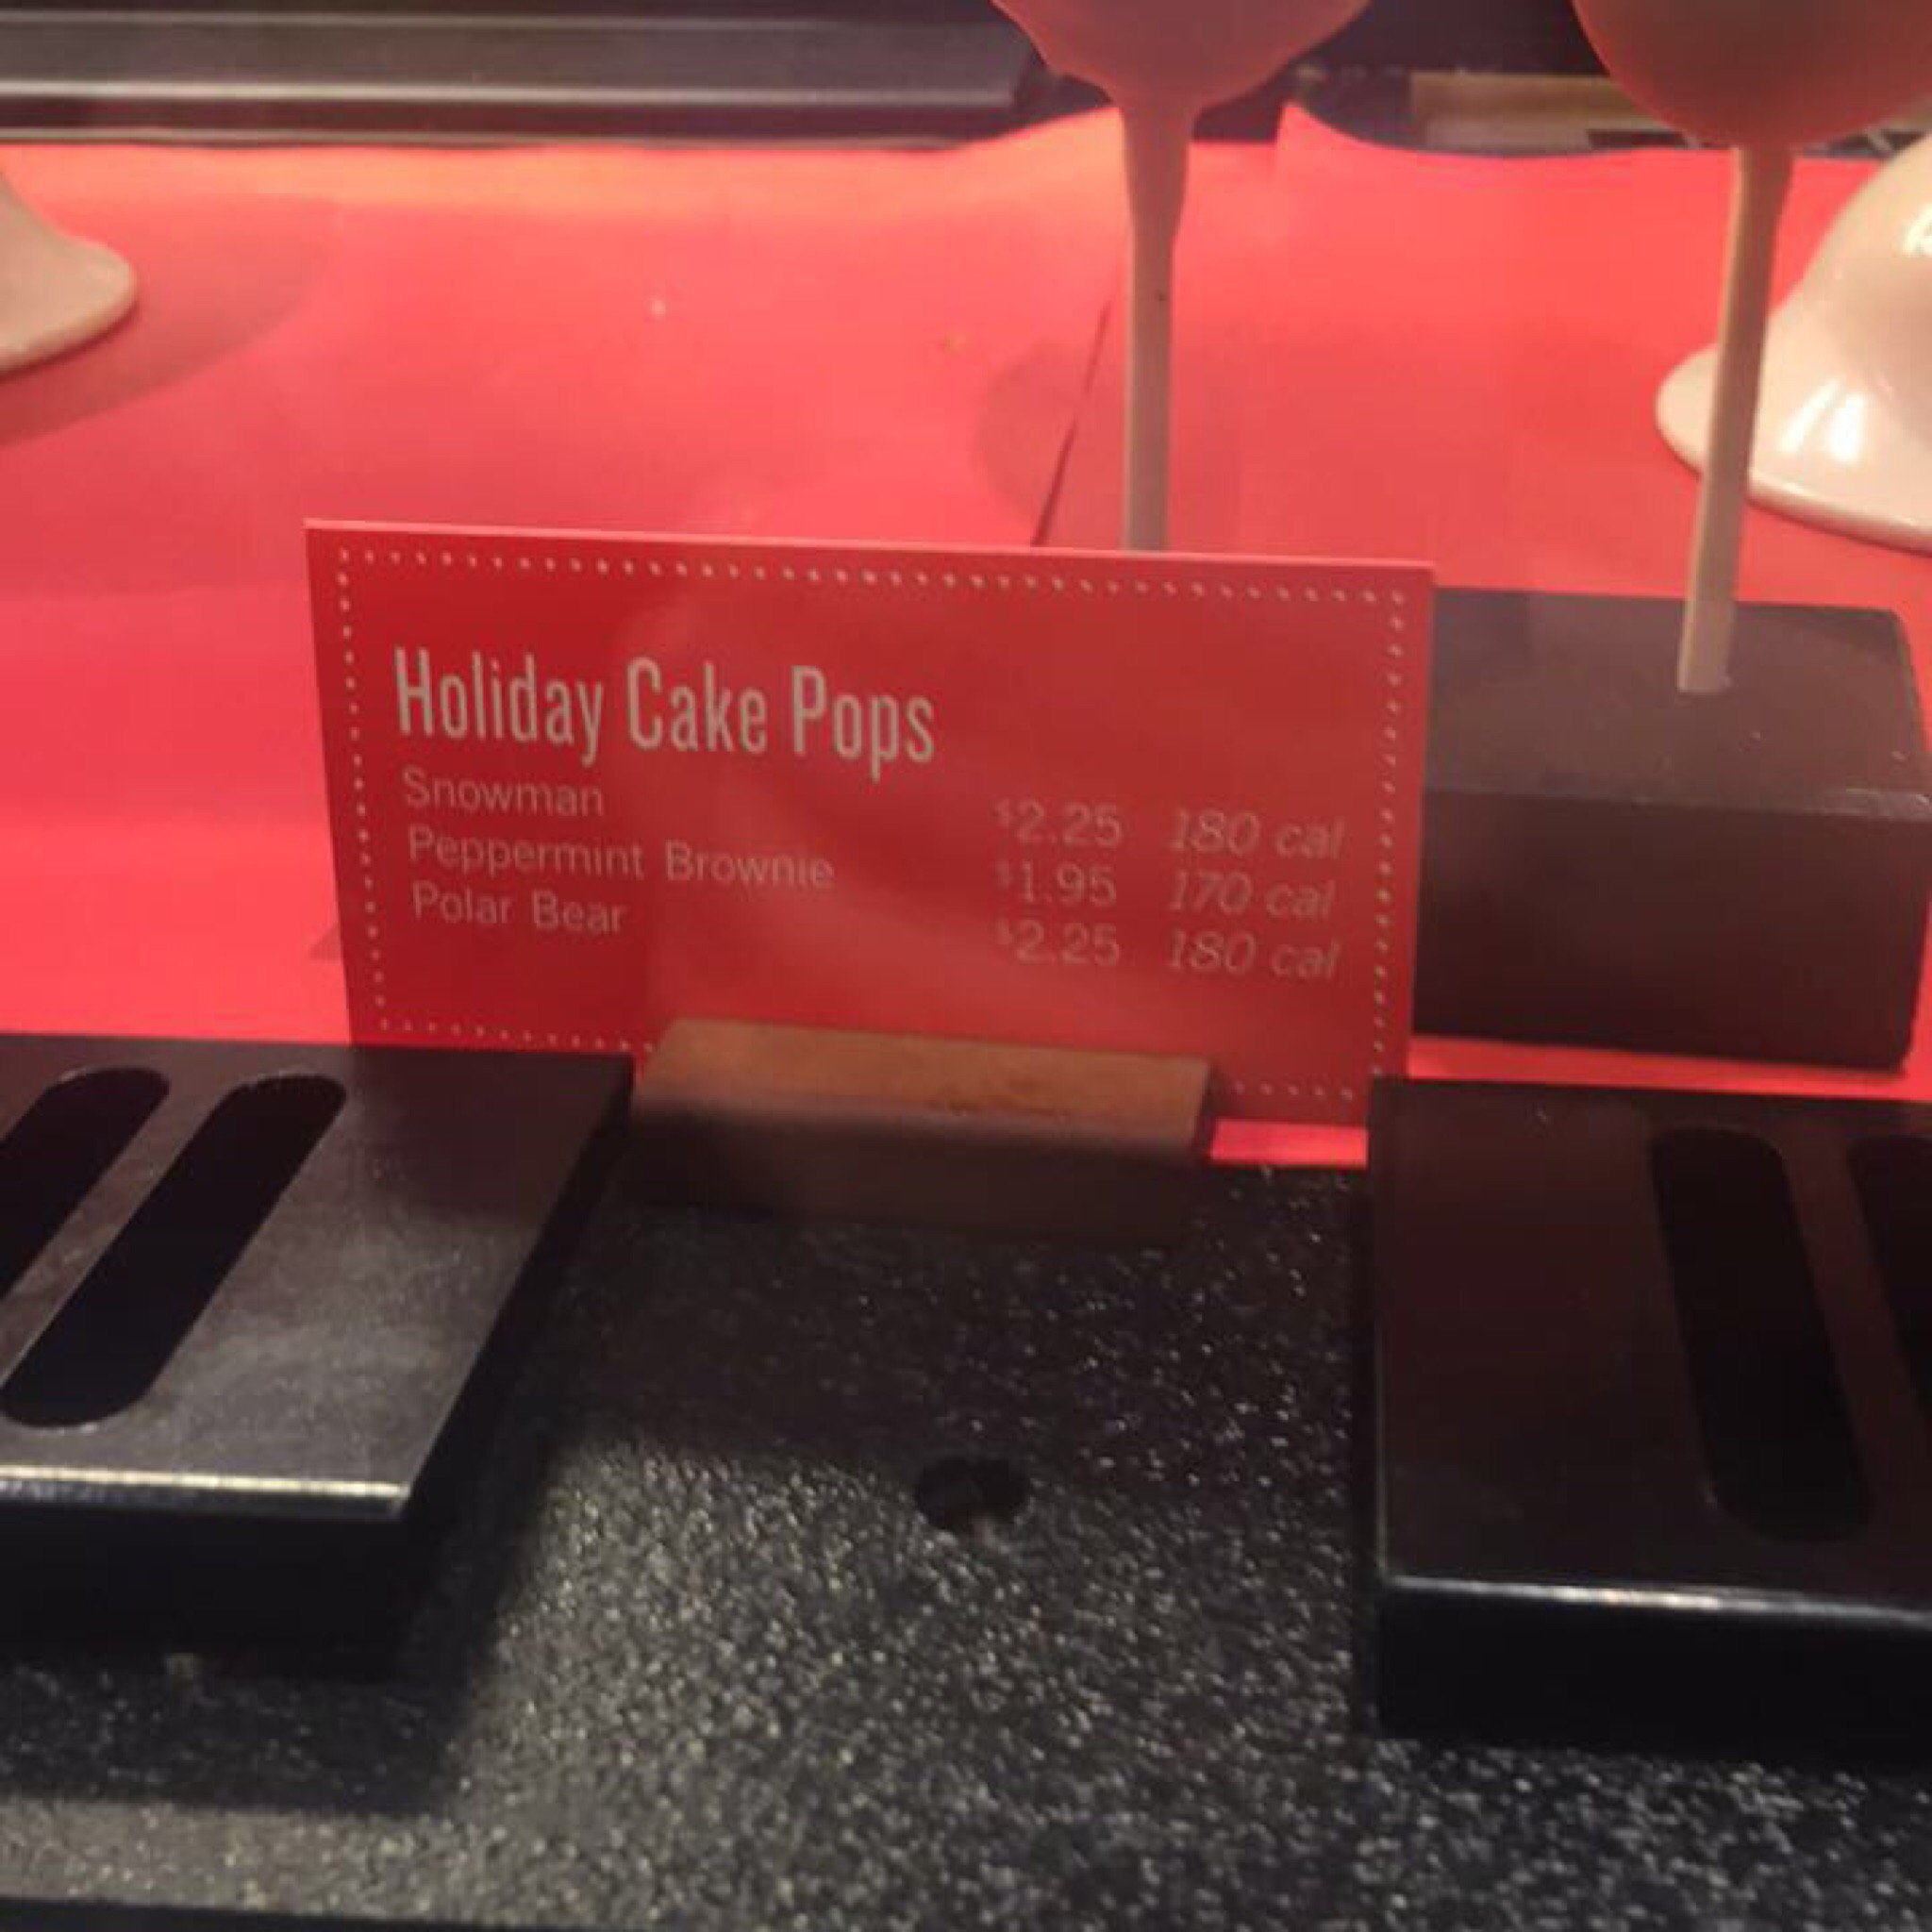 Holiday Cake Pops
Snowman $2.25 180 cal
Peppermint Brownie $1.95 170 cal
Polar Bear $2.25 180 cal